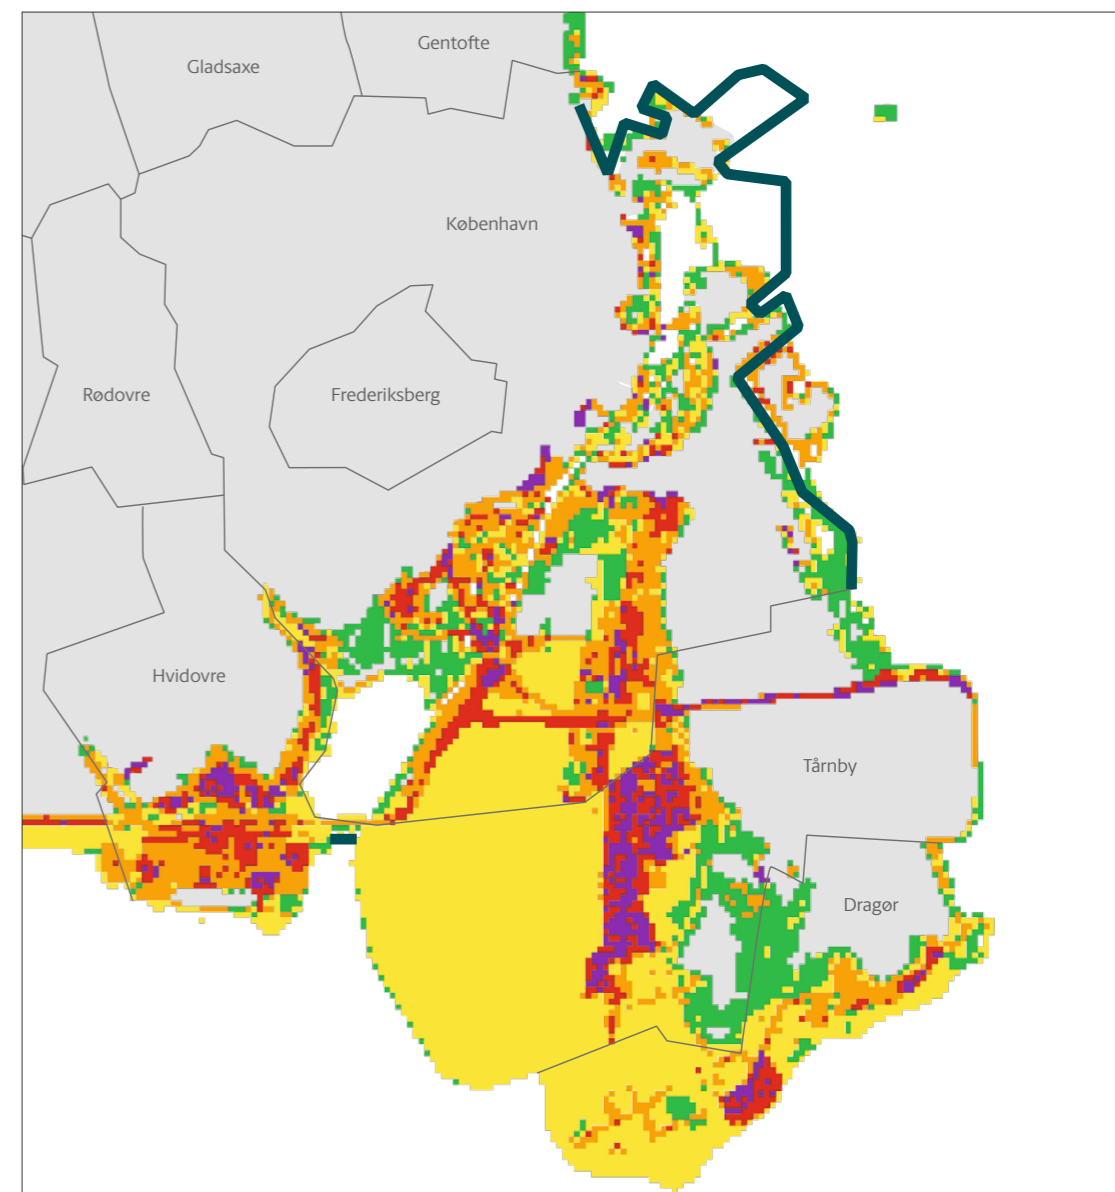 Gentofte
Gladsaxe
København
Rødovre
Frederiksberg
Hvidovre
Tårnby
Dragør